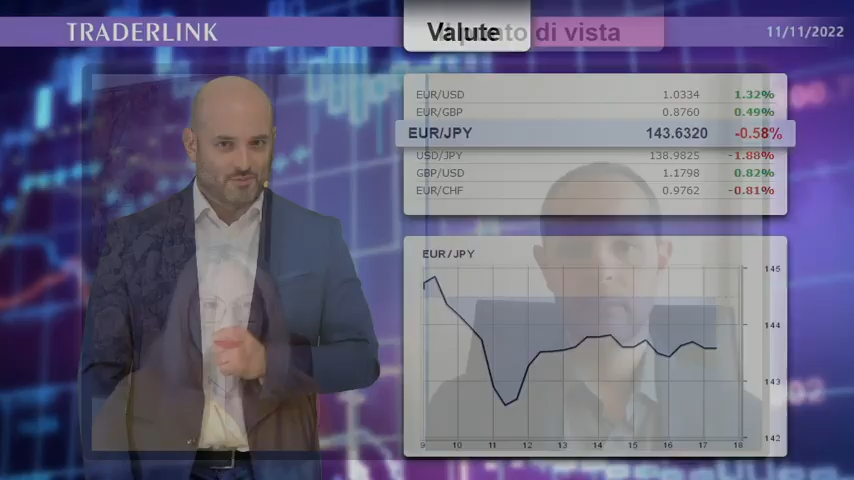 TRADERLINK
Valute
Il punto di vista
11/11/2022
EUR/USD 1.0334 1.32%
EUR/GBP 0.8760 0.49%
EUR/JPY 143.6320 -0.58%
USD/JPY 138.9825 -1.88%
GBP/USD 1.1798 0.82%
EUR/CHF 0.9762 -0.81%
EUR/JPY
145
144
143
142
9 10 11 12 13 14 15 16 17 18